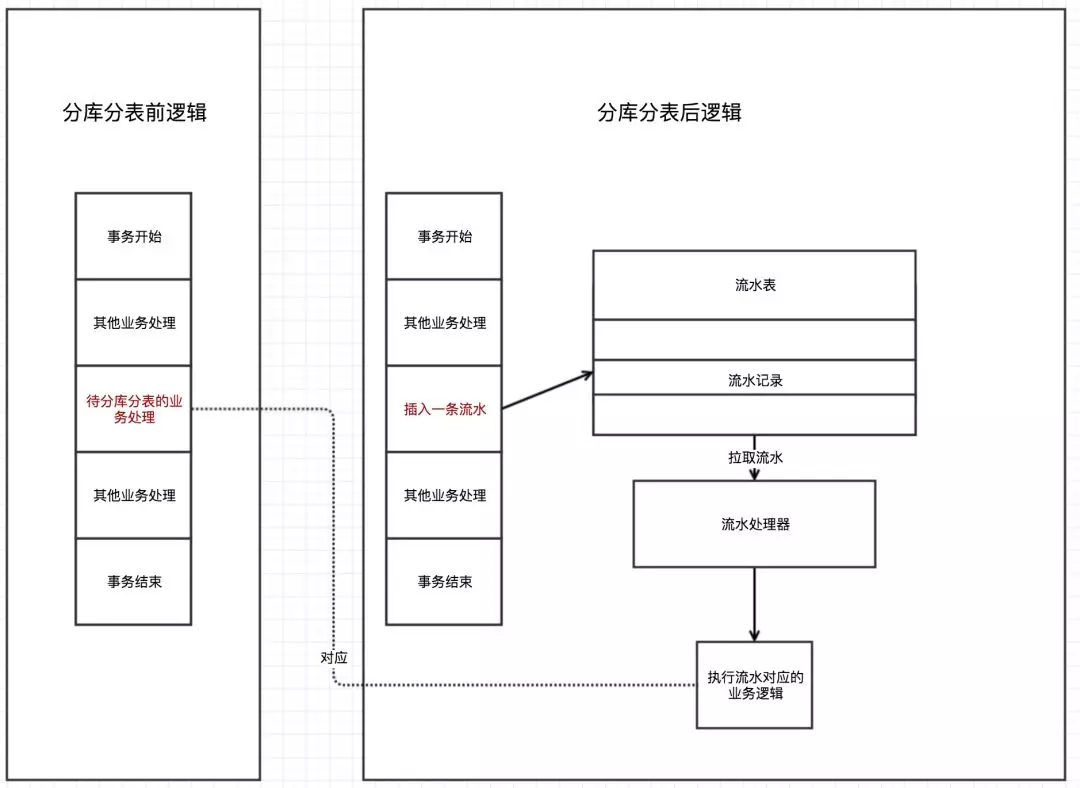 分库分表前逻辑
事务开始
其他业务处理
待分库分表的业
务处理
其他业务处理
事务结束
对应
分库分表后逻辑
事务开始
其他业务处理
插入一条流水
其他业务处理
事务结束
流水表
流水记录
拉取流水
流水处理器
执行流水对应的
业务逻辑